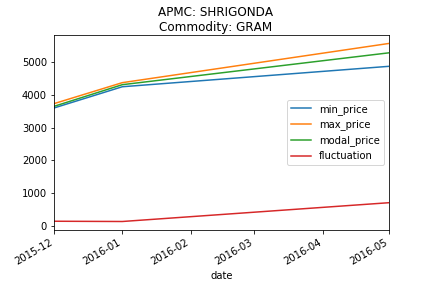 APMC: SHRIGONDA
Commodity: GRAM
5000
4000
3000
2000
1000
0
min_price
max_price
modal_price
fluctuation
2015-12
2016-01
2016-02
2016-03
2016-04
2016-05
date